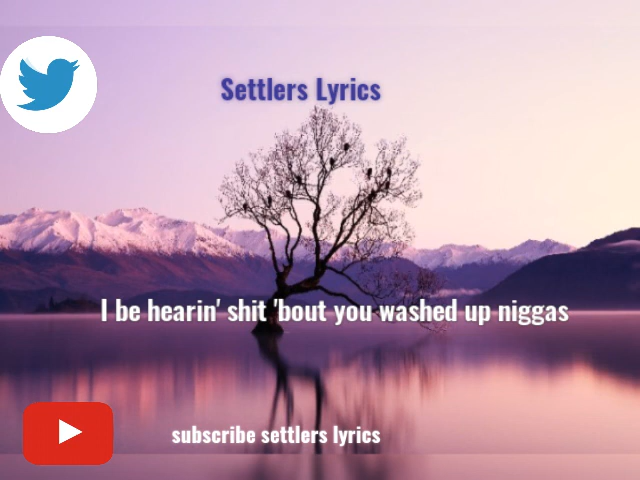 Settlers Lyrics
I be hearin' shit 'bout you washed up niggas
subscribe settlers lyrics